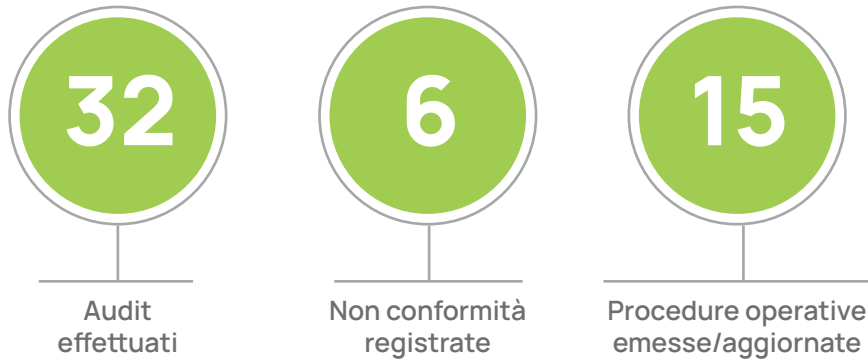 32
6
15
Audit
effettuati
Non conformità
registrate
Procedure operative
emesse/aggiornate